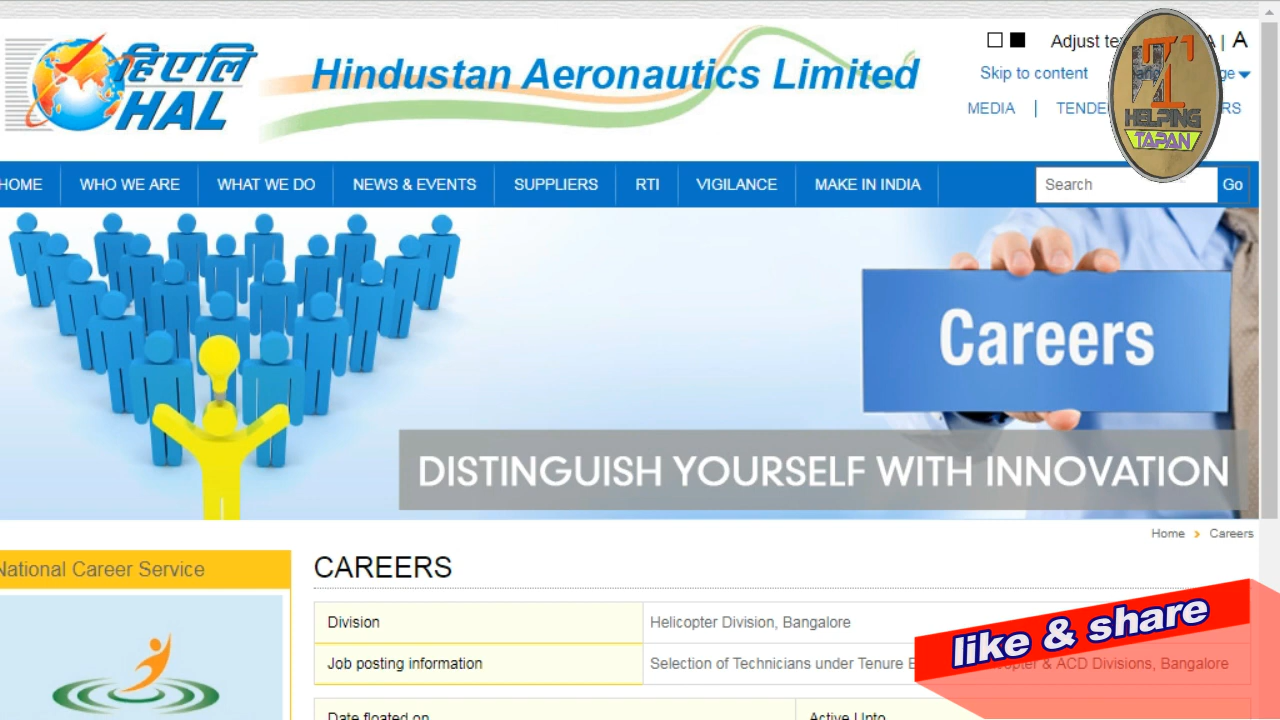 हिएलि
HAL
Hindustan Aeronautics Limited
Adjust | A
Skip to content
MEDIA | TENDE RS
HELPING
TAPAN
HOME WHO WE ARE WHAT WE DO NEWS & EVENTS SUPPLIERS RTI VIGILANCE MAKE IN INDIA Search Go
Careers
DISTINGUISH YOURSELF WITH INNOVATION
Home > Careers
National Career Service
CAREERS
Division Helicopter Division, Bangalore
Job posting information Selection of Technicians under Tenure & ACD Divisions, Bangalore
like & share
Date floated on Active Upto